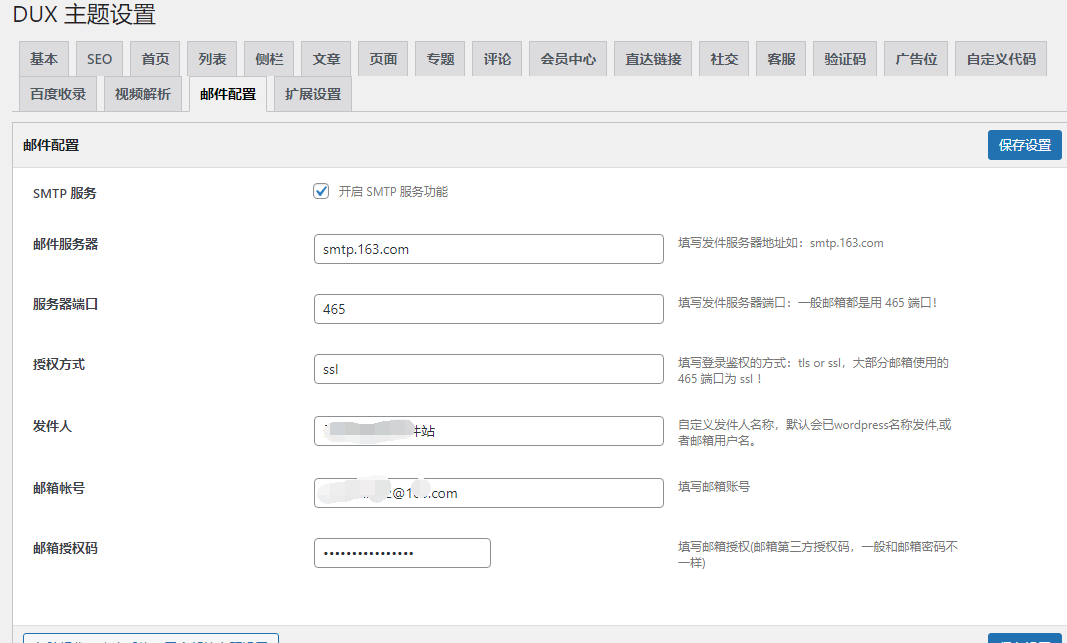 DUX 主题设置
基本 SEO 首页 列表 侧栏 文章 页面 专题 评论 会员中心 直达链接 社交 客服 验证码 广告位 自定义代码
百度收录 视频解析 邮件配置 扩展设置
邮件配置 保存设置
SMTP 服务 开启 SMTP 服务功能
邮件服务器 smtp.163.com 填写发件服务器地址如：smtp.163.com
服务器端口 465 填写发件服务器端口：一般邮箱都是用 465 端口！
授权方式 ssl 填写登录鉴权的方式：tls or ssl，大部分邮箱使用的
465 端口为 ssl！
发件人 站 自定义发件人名称，默认会已wordpress名称发件,或
者邮箱用户名。
邮箱帐号 .com 填写邮箱账号
邮箱授权码 •••••••••••••••• 填写邮箱授权(邮箱第三方授权码，一般和邮箱密码不
一样)